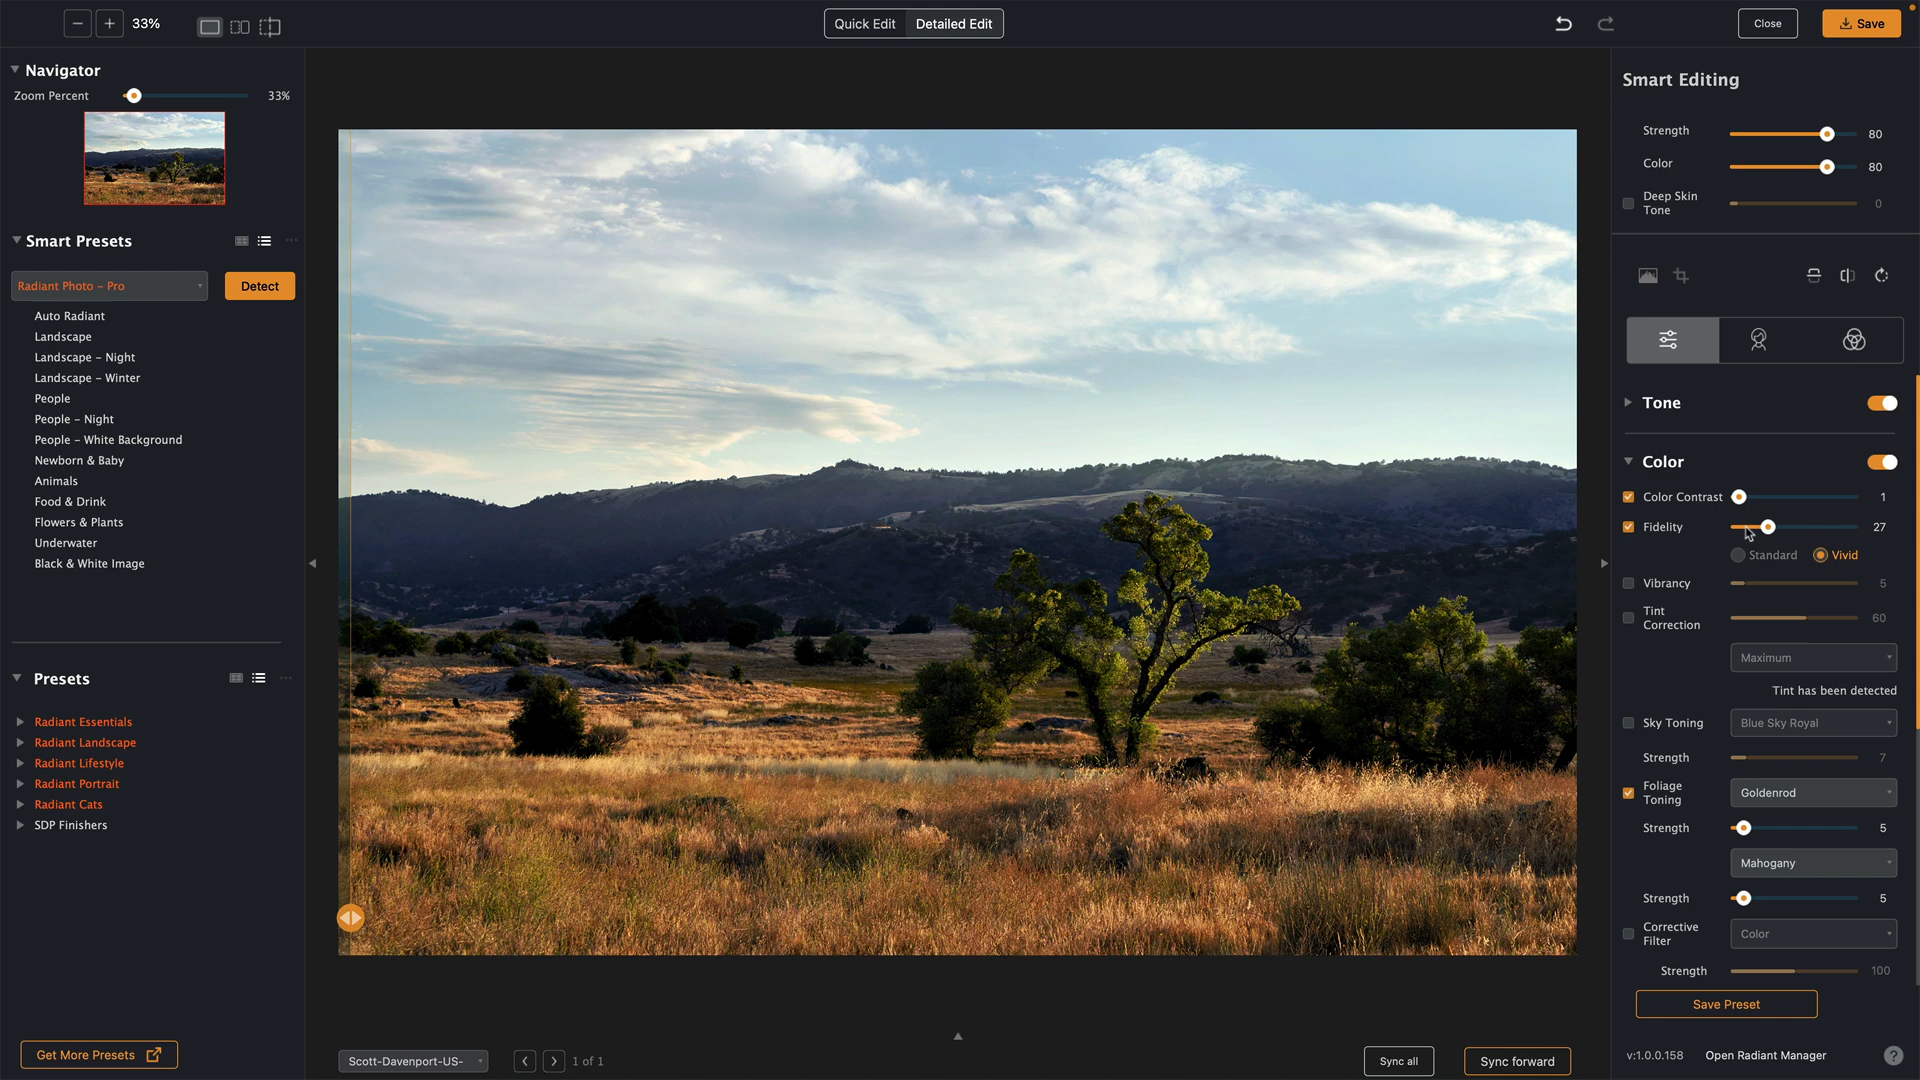 33%
Quick Edit
Detailed Edit
Close
Save
Navigator
Zoom Percent
33%
Smart Presets
Radiant Photo – Pro
Detect
Auto Radiant
Landscape
Landscape – Night
Landscape – Winter
People
People – Night
People – White Background
Newborn & Baby
Animals
Food & Drink
Flowers & Plants
Underwater
Black & White Image
Presets
Radiant Essentials
Radiant Landscape
Radiant Lifestyle
Radiant Portrait
Radiant Cats
SDP Finishers
Get More Presets
Scott-Davenport-US-
1 of 1
Sync all
Sync forward
Smart Editing
Strength
80
Color
80
Deep Skin
Tone
0
Tone
Color
Color Contrast
1
Fidelity
27
Standard
Vivid
Vibrancy
5
Tint
Correction
60
Maximum
Tint has been detected
Sky Toning
Blue Sky Royal
Strength
7
Foliage
Toning
Goldenrod
Strength
5
Mahogany
Strength
5
Corrective
Filter
Color
Strength
100
Save Preset
v:1.0.0.158
Open Radiant Manager
?